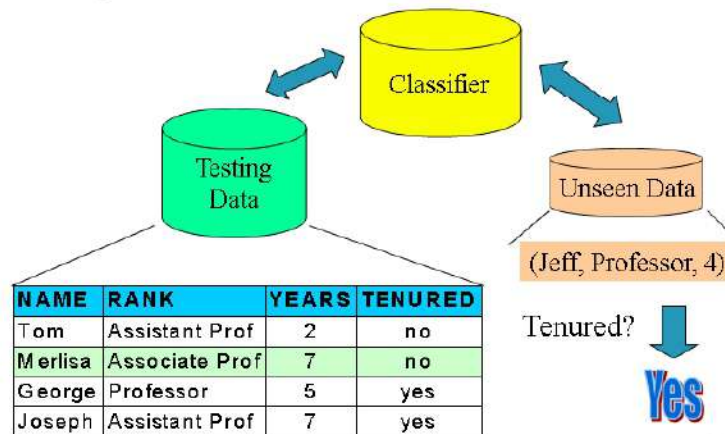 Classifier
Testing
Data
Unseen Data
(Jeff, Professor, 4)
NAME RANK YEARS TENURED
Tom Assistant Prof 2 no
Merlisa Associate Prof 7 no
George Professor 5 yes
Joseph Assistant Prof 7 yes
Tenured?
Yes